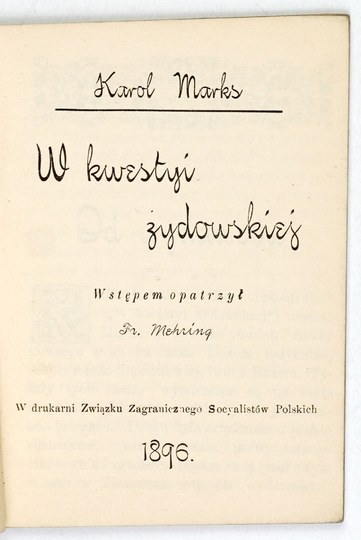 Karol Marks
W kwestyi
żydowskiej
Wstępem opatrzył
Fr. Mehring
W drukarni Związku Zagranicznego Socyalistów Polskich
1896.